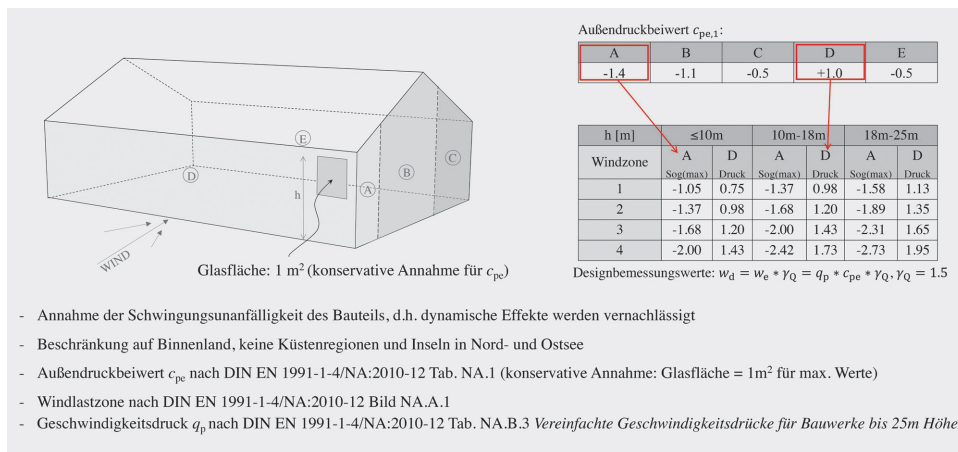 Außendruckbeiwert cpe,1:
A B C D E
-1.4 -1.1 -0.5 +1.0 -0.5
E
D
A
B
C
h
WIND
Glasfläche: 1 m² (konservative Annahme für cpe)
h [m] ≤10m 10m-18m 18m-25m
Windzone A D A D A D
Sog(max) Druck Sog(max) Druck Sog(max) Druck
1 -1.05 0.75 -1.37 0.98 -1.58 1.13
2 -1.37 0.98 -1.68 1.20 -1.89 1.35
3 -1.68 1.20 -2.00 1.43 -2.31 1.65
4 -2.00 1.43 -2.42 1.73 -2.73 1.95
Designbemessungswerte: wd = we * γQ = qp * cpe * γQ, γQ = 1.5
- Annahme der Schwingungsunanfälligkeit des Bauteils, d.h. dynamische Effekte werden vernachlässigt
- Beschränkung auf Binnenland, keine Küstenregionen und Inseln in Nord- und Ostsee
- Außendruckbeiwert cpe nach DIN EN 1991-1-4/NA:2010-12 Tab. NA.1 (konservative Annahme: Glasfläche = 1m² für max. Werte)
- Windlastzone nach DIN EN 1991-1-4/NA:2010-12 Bild NA.A.1
- Geschwindigkeitsdruck qp nach DIN EN 1991-1-4/NA:2010-12 Tab. NA.B.3 Vereinfachte Geschwindigkeitsdrücke für Bauwerke bis 25m Höhe